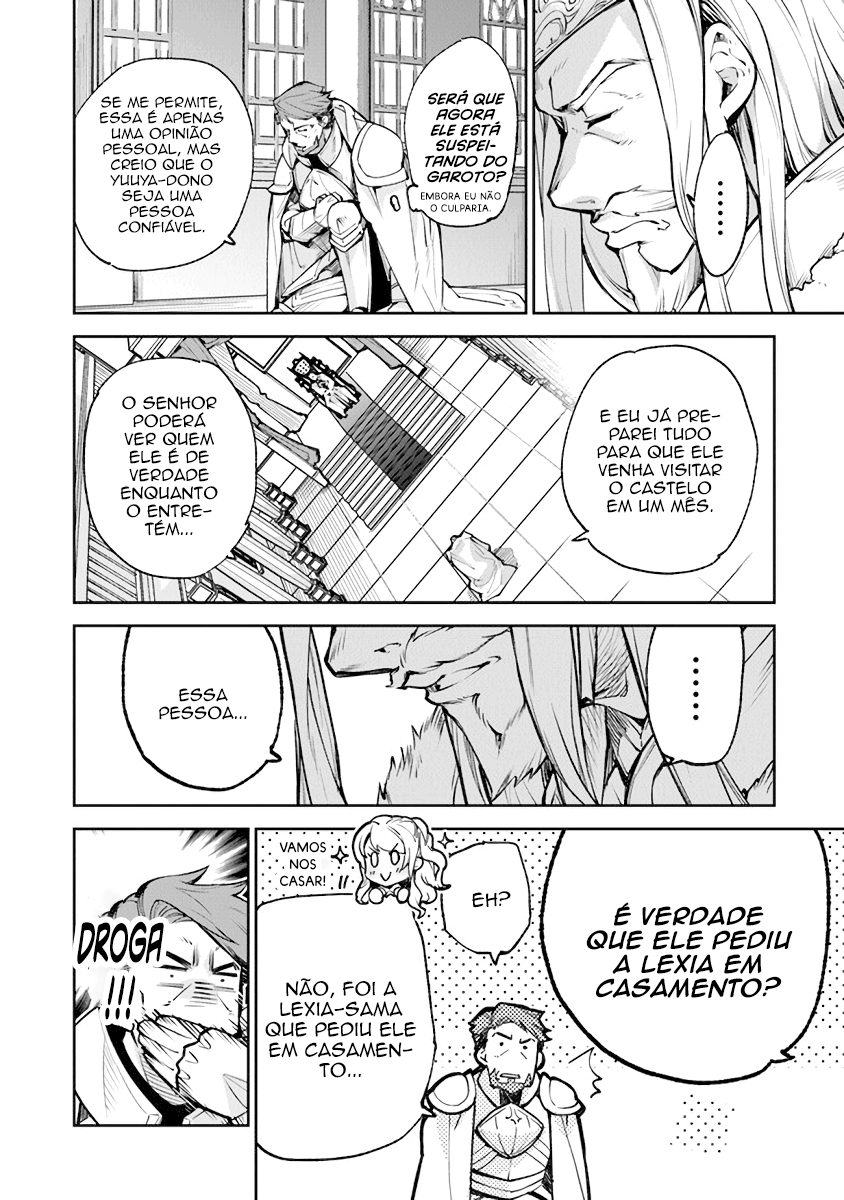 ......
SERÁ QUE
AGORA
ELE ESTÁ
SUSPEI-
TANDO DO
GAROTO?
EMBORA EU NÃO
O CULPARIA.
SE ME PERMITE,
ESSA É APENAS
UMA OPINIÃO
PESSOAL, MAS
CREIO QUE O
YUUYA-DONO
SEJA UMA
PESSOA
CONFIÁVEL.
E EU JÁ PRE-
PAREI TUDO
PARA QUE ELE
VENHA VISITAR
O CASTELO
EM UM MÊS.
O SENHOR
PODERÁ
VER QUEM
ELE É DE
VERDADE
ENQUANTO
O ENTRE-
TÉM...
......
ESSA
PESSOA...
É VERDADE
QUE ELE PEDIU
A LEXIA EM
CASAMENTO?
EH?
VAMOS
NOS
CASAR!
NÃO, FOI A
LEXIA-SAMA
QUE PEDIU ELE
EM CASAMEN-
TO...
DROGA
!!!